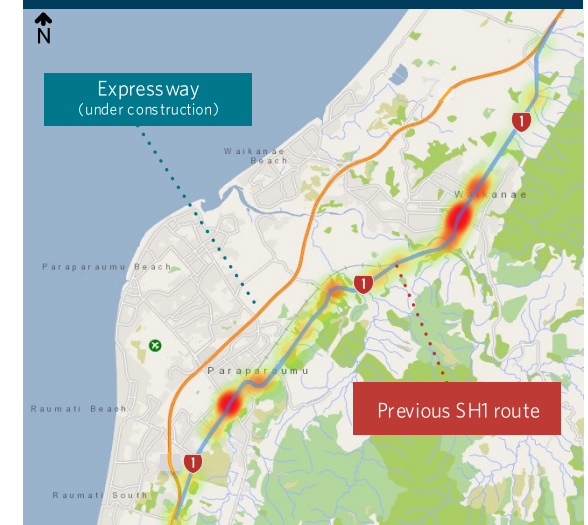 N
Expressway
(under construction)
1
Waikanae
Beach
Waikanae
Paraparaumu Beach
1
Paraparaumu
Previous SH1 route
Raumati Beach
1
Raumati South